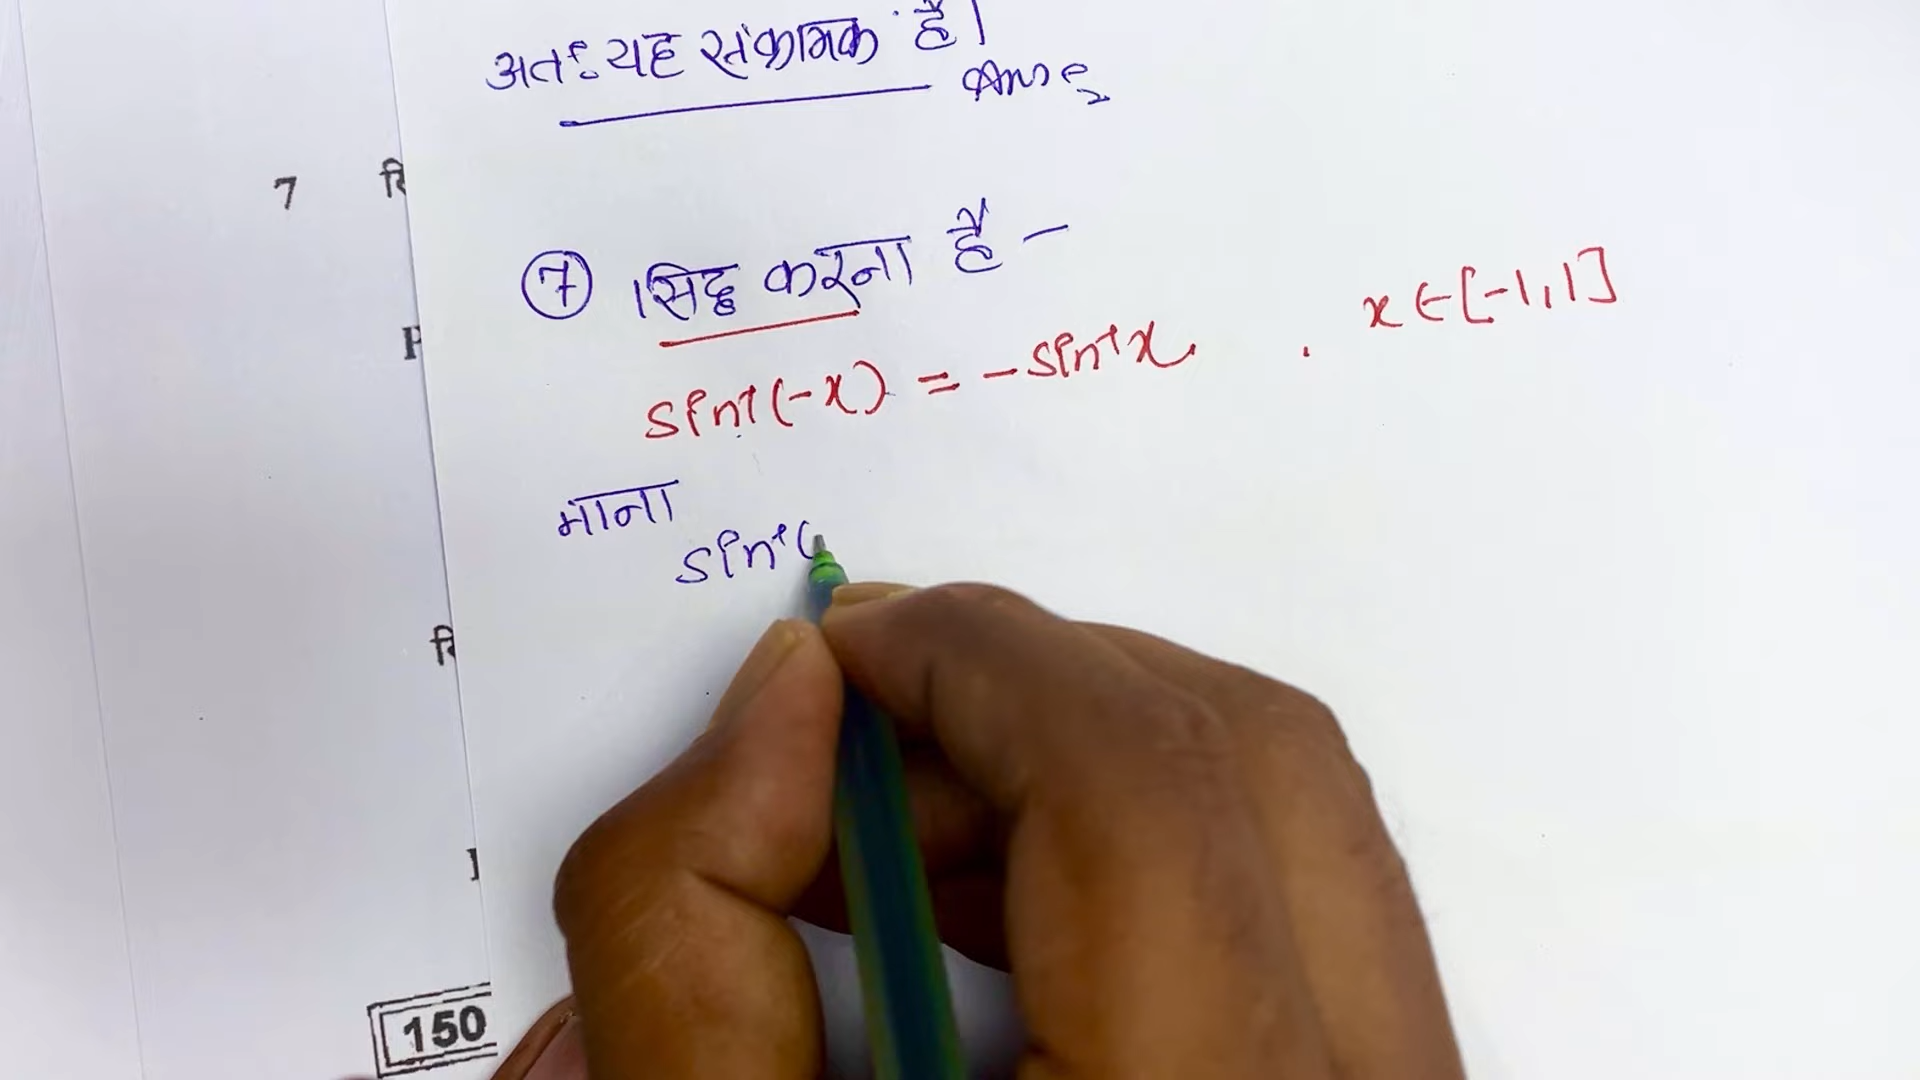 अतः यह संक्रामक है।
Ans
7
⑦ सिद्ध करना है –
sin⁻¹(-x) = -sin⁻¹x , x ∈ [-1,1]
माना
sin⁻¹(
150